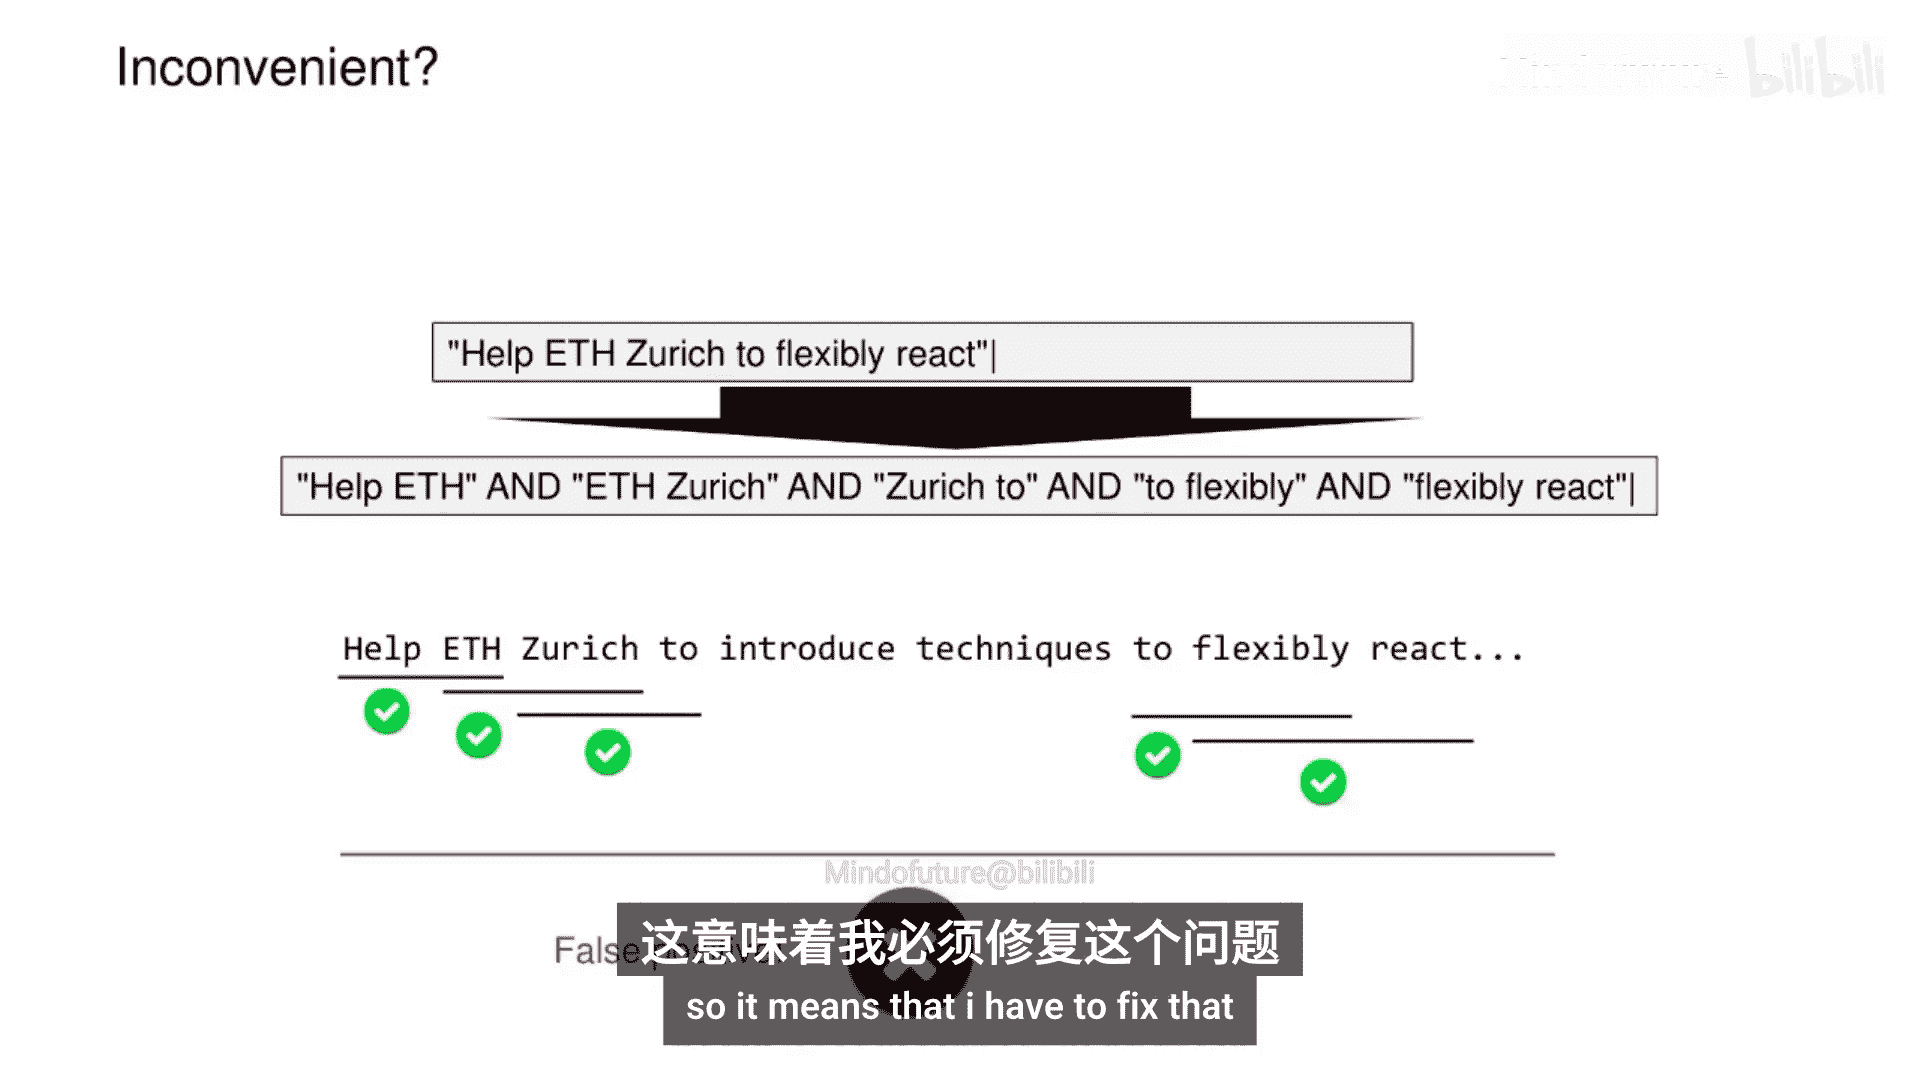 Inconvenient?
bilibili
"Help ETH Zurich to flexibly react"|
"Help ETH" AND "ETH Zurich" AND "Zurich to" AND "to flexibly" AND "flexibly react"|
Help ETH Zurich to introduce techniques to flexibly react...
Mindofuture@bilibili
False
这意味着我必须修复这个问题
so it means that i have to fix that